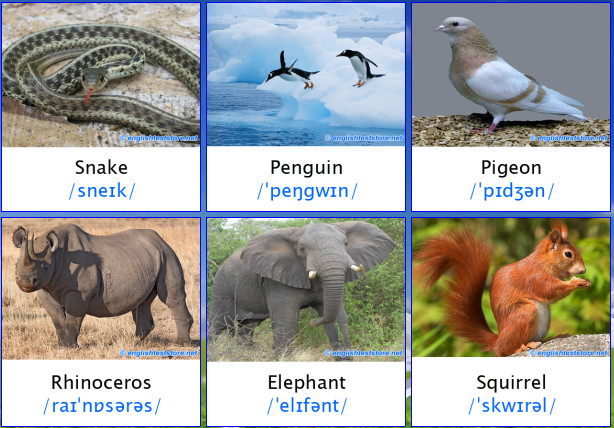 © englishteststore.net
© englishteststore.net
© englishteststore.net
Snake
/sneɪk/
Penguin
/ˈpeŋgwɪn/
Pigeon
/ˈpɪdʒən/
© englishteststore.net
© englishteststore.net
© englishteststore.net
Rhinoceros
/raɪˈnɒsərəs/
Elephant
/ˈelɪfənt/
Squirrel
/ˈskwɪrəl/